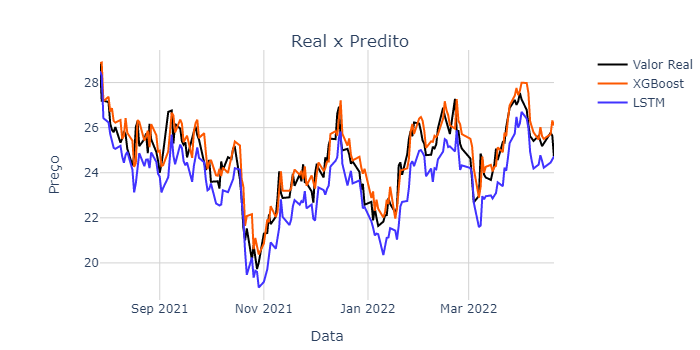 Real x Predito
Valor Real
XGBoost
LSTM
Preço
28
26
24
22
20
Sep 2021
Nov 2021
Jan 2022
Mar 2022
Data